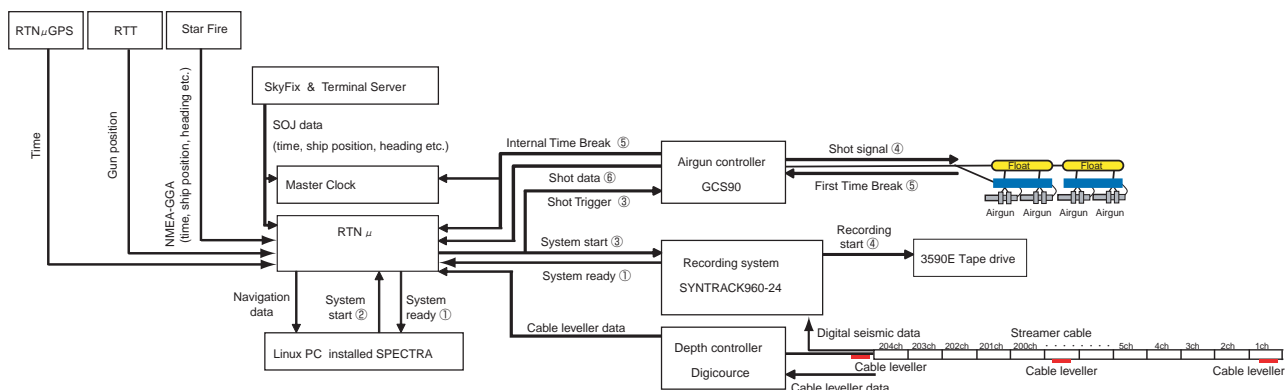 RTNμGPS
RTT
Star Fire
SkyFix & Terminal Server
Time
Gun position
NMEA-GGA
(time, ship position, heading etc.)
SOJ data
(time, ship position, heading etc.)
Master Clock
RTN μ
Internal Time Break ⑤
Shot data ⑥
Shot Trigger ③
Airgun controller
GCS90
Shot signal ④
First Time Break ⑤
Float
Float
Airgun
Airgun
Airgun
Airgun
System start ③
System ready ①
Recording system
SYNTRACK960-24
Recording
start ④
3590E Tape drive
Navigation
data
System
start ②
System
ready ①
Linux PC installed SPECTRA
Cable leveller data
Depth controller
Digicource
Digital seismic data
Streamer cable
204ch
203ch
202ch
201ch
200ch
· · · · · · · ·
5ch
4ch
3ch
2ch
1ch
Cable leveller
Cable leveller
Cable leveller
Cable leveller data